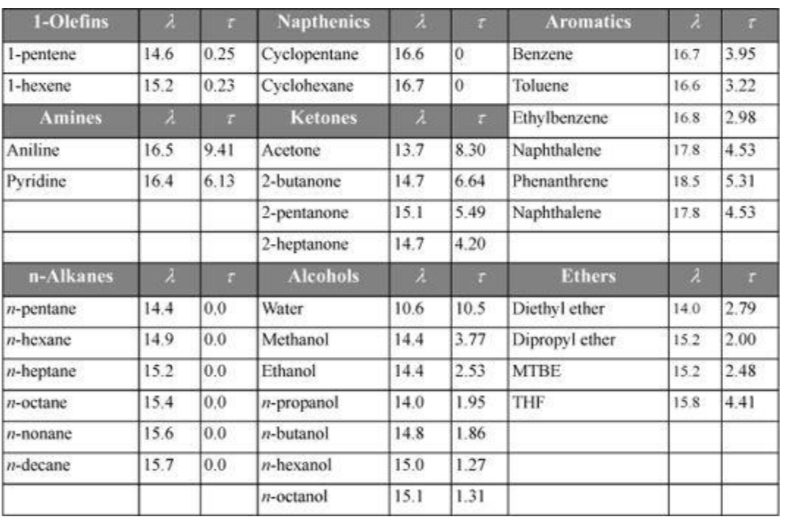 1-Olefins λ τ Napthenics λ τ Aromatics λ τ
1-pentene 14.6 0.25 Cyclopentane 16.6 0 Benzene 16.7 3.95
1-hexene 15.2 0.23 Cyclohexane 16.7 0 Toluene 16.6 3.22
Amines λ τ Ketones λ τ Ethylbenzene 16.8 2.98
Aniline 16.5 9.41 Acetone 13.7 8.30 Naphthalene 17.8 4.53
Pyridine 16.4 6.13 2-butanone 14.7 6.64 Phenanthrene 18.5 5.31
2-pentanone 15.1 5.49 Naphthalene 17.8 4.53
2-heptanone 14.7 4.20
n-Alkanes λ τ Alcohols λ τ Ethers λ τ
n-pentane 14.4 0.0 Water 10.6 10.5 Diethyl ether 14.0 2.79
n-hexane 14.9 0.0 Methanol 14.4 3.77 Dipropyl ether 15.2 2.00
n-heptane 15.2 0.0 Ethanol 14.4 2.53 MTBE 15.2 2.48
n-octane 15.4 0.0 n-propanol 14.0 1.95 THF 15.8 4.41
n-nonane 15.6 0.0 n-butanol 14.8 1.86
n-decane 15.7 0.0 n-hexanol 15.0 1.27
n-octanol 15.1 1.31